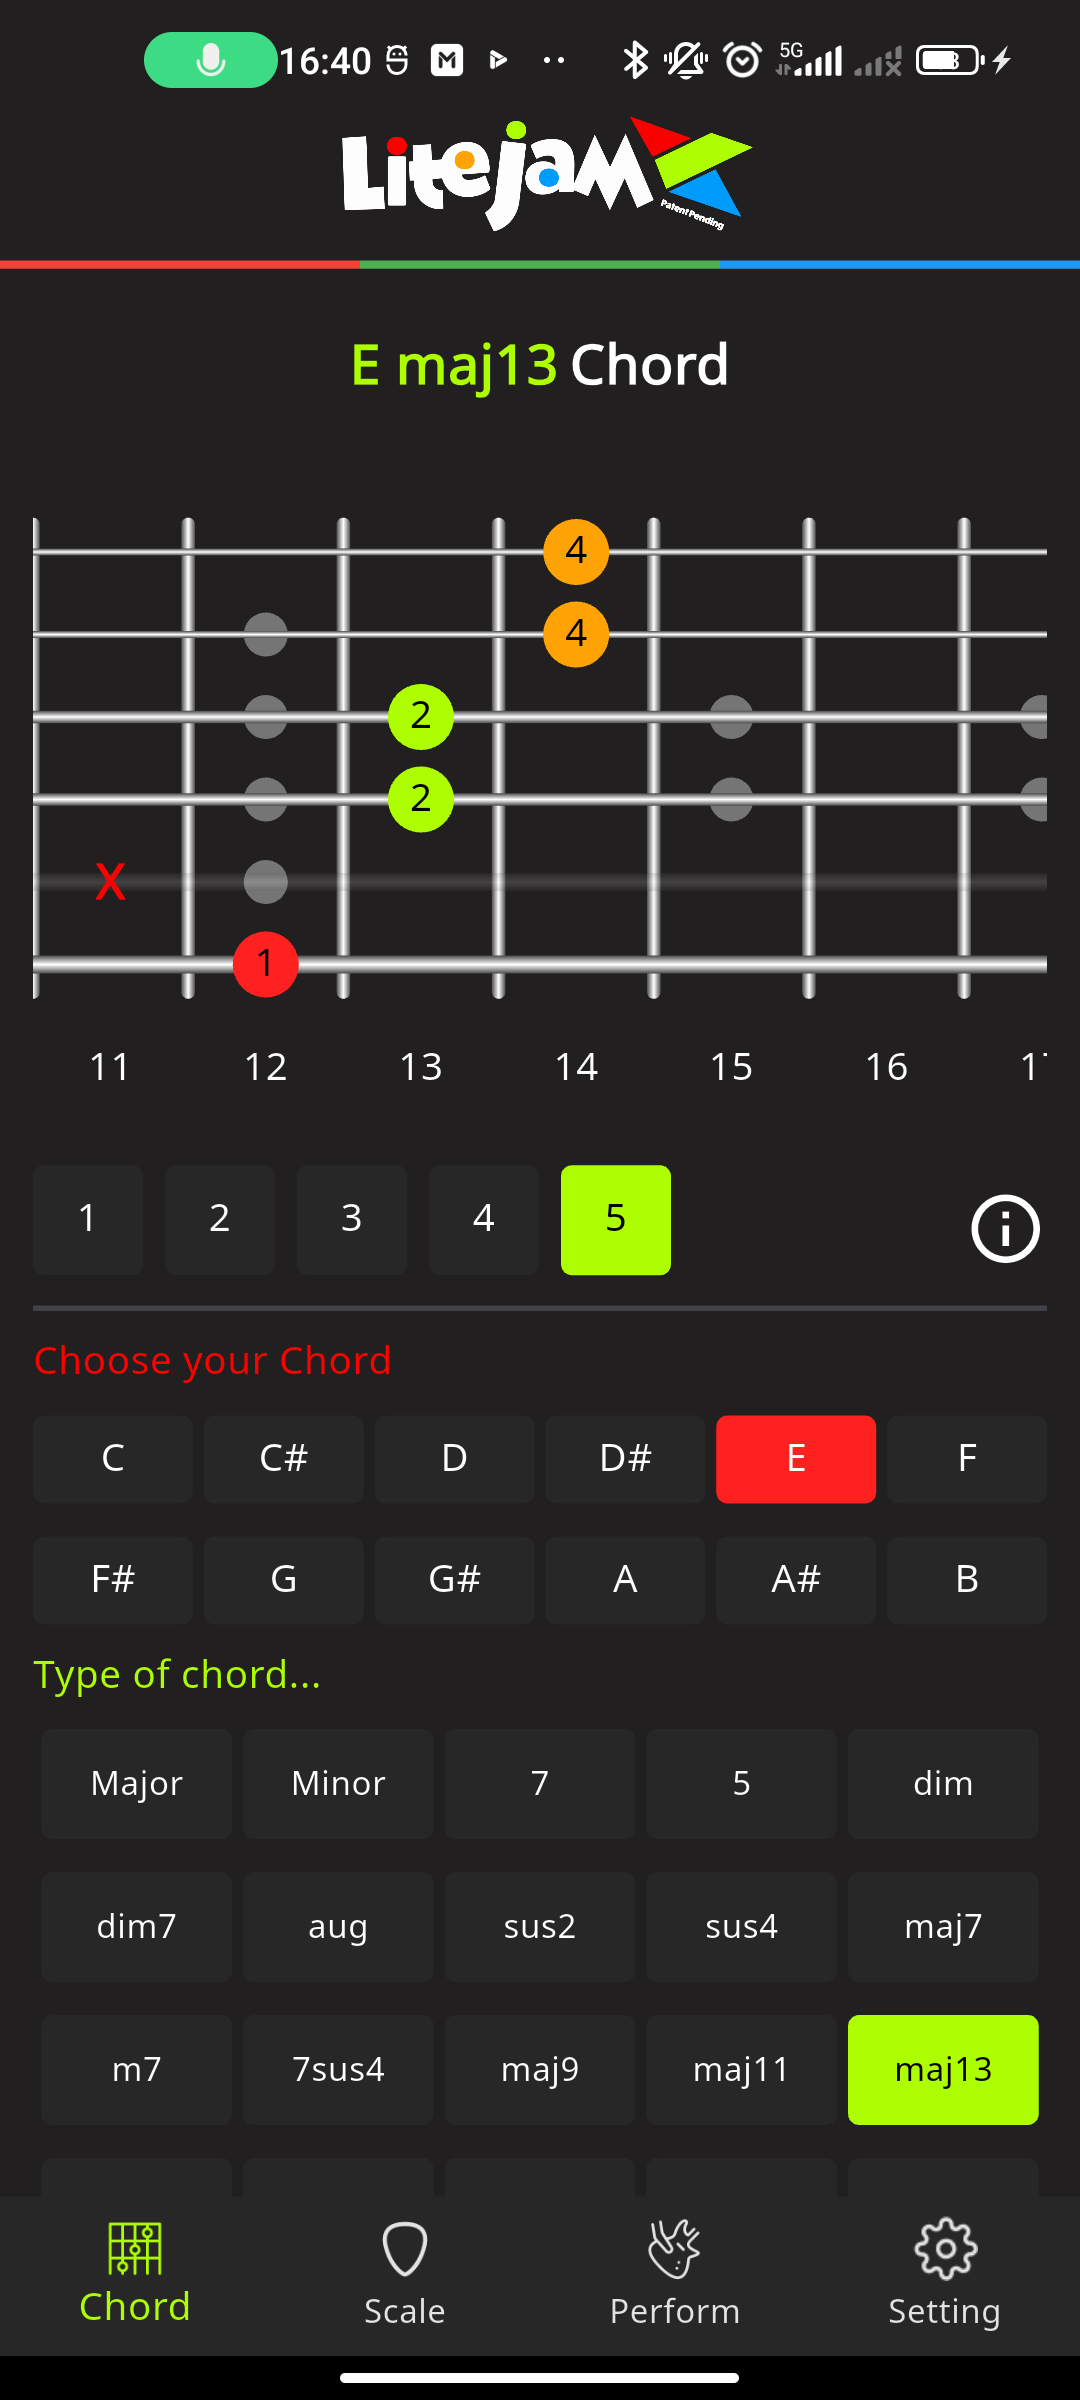 16:40 5G
Litejam
Patent Pending
E maj13 Chord
4
4
2
2
X
1
11 12 13 14 15 16
1 2 3 4 5
Choose your Chord
C C# D D# E F
F# G G# A A# B
Type of chord...
Major Minor 7 5 dim
dim7 aug sus2 sus4 maj7
m7 7sus4 maj9 maj11 maj13
Chord Scale Perform Setting